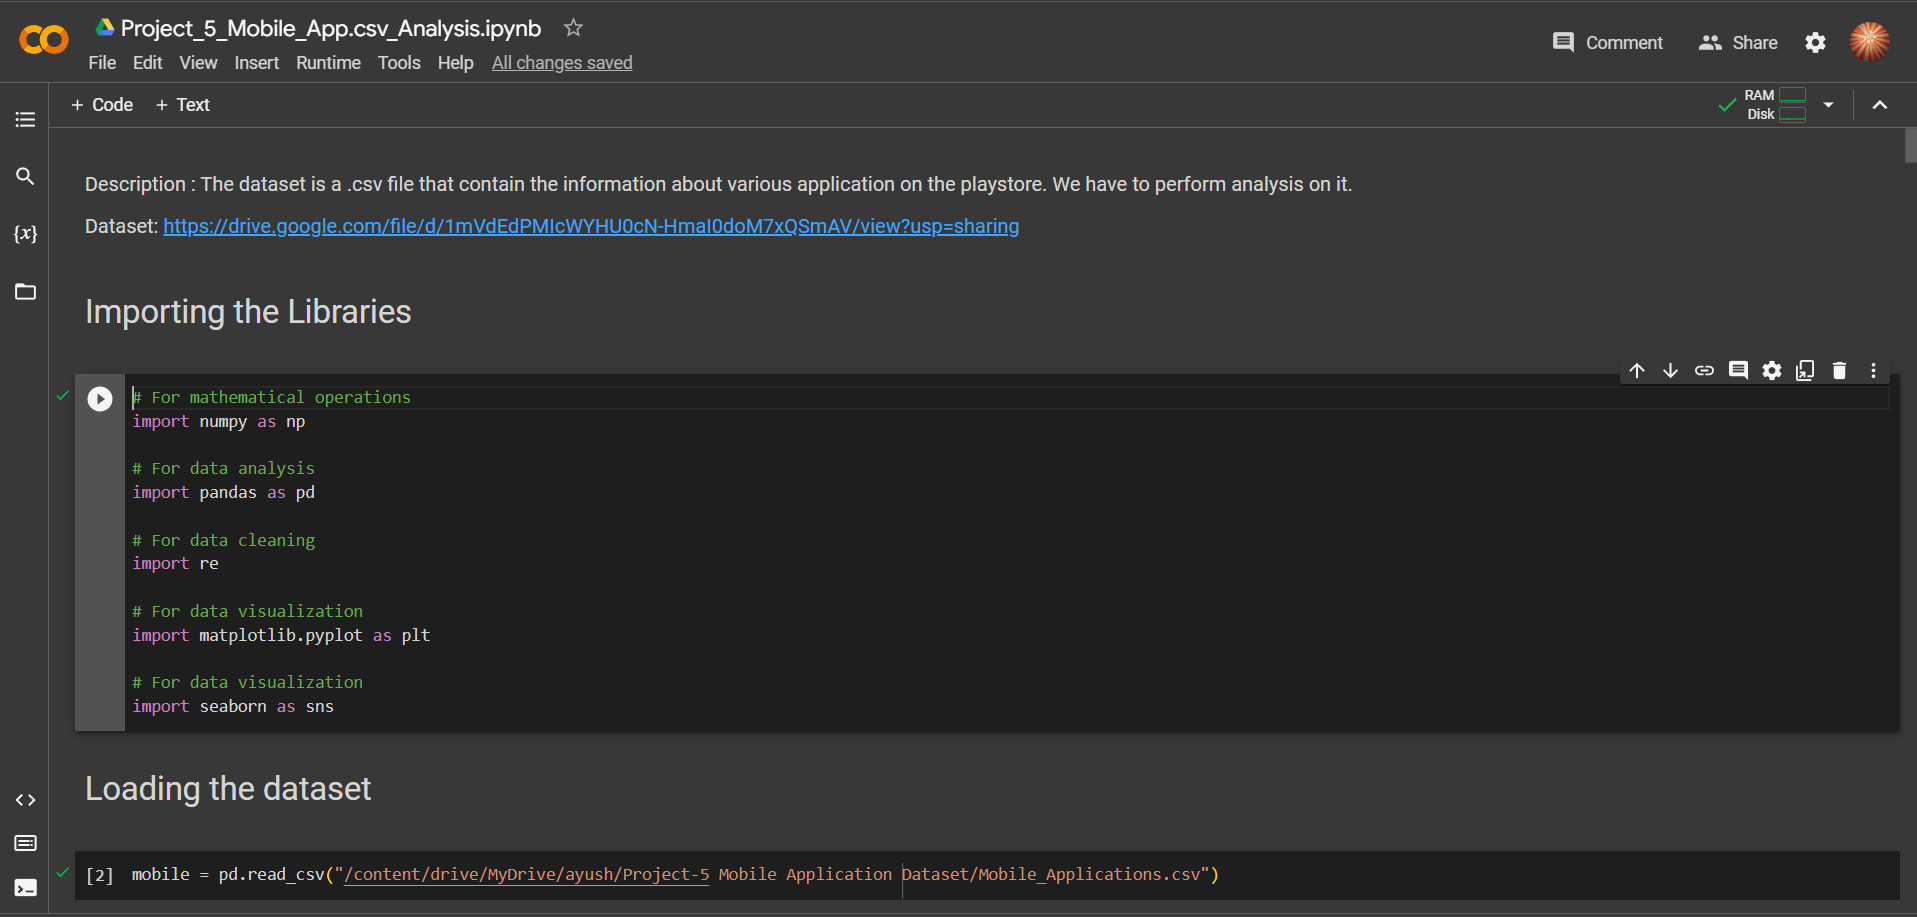 Project_5_Mobile_App.csv_Analysis.ipynb
File Edit View Insert Runtime Tools Help All changes saved
Comment Share
+ Code + Text
RAM
Disk
{x}
Description : The dataset is a .csv file that contain the information about various application on the playstore. We have to perform analysis on it.
Dataset: https://drive.google.com/file/d/1mVdEdPMIcWYHU0cN-HmaI0doM7xQSmAV/view?usp=sharing
Importing the Libraries
# For mathematical operations
import numpy as np
# For data analysis
import pandas as pd
# For data cleaning
import re
# For data visualization
import matplotlib.pyplot as plt
# For data visualization
import seaborn as sns
Loading the dataset
[2] mobile = pd.read_csv("/content/drive/MyDrive/ayush/Project-5 Mobile Application Dataset/Mobile_Applications.csv")